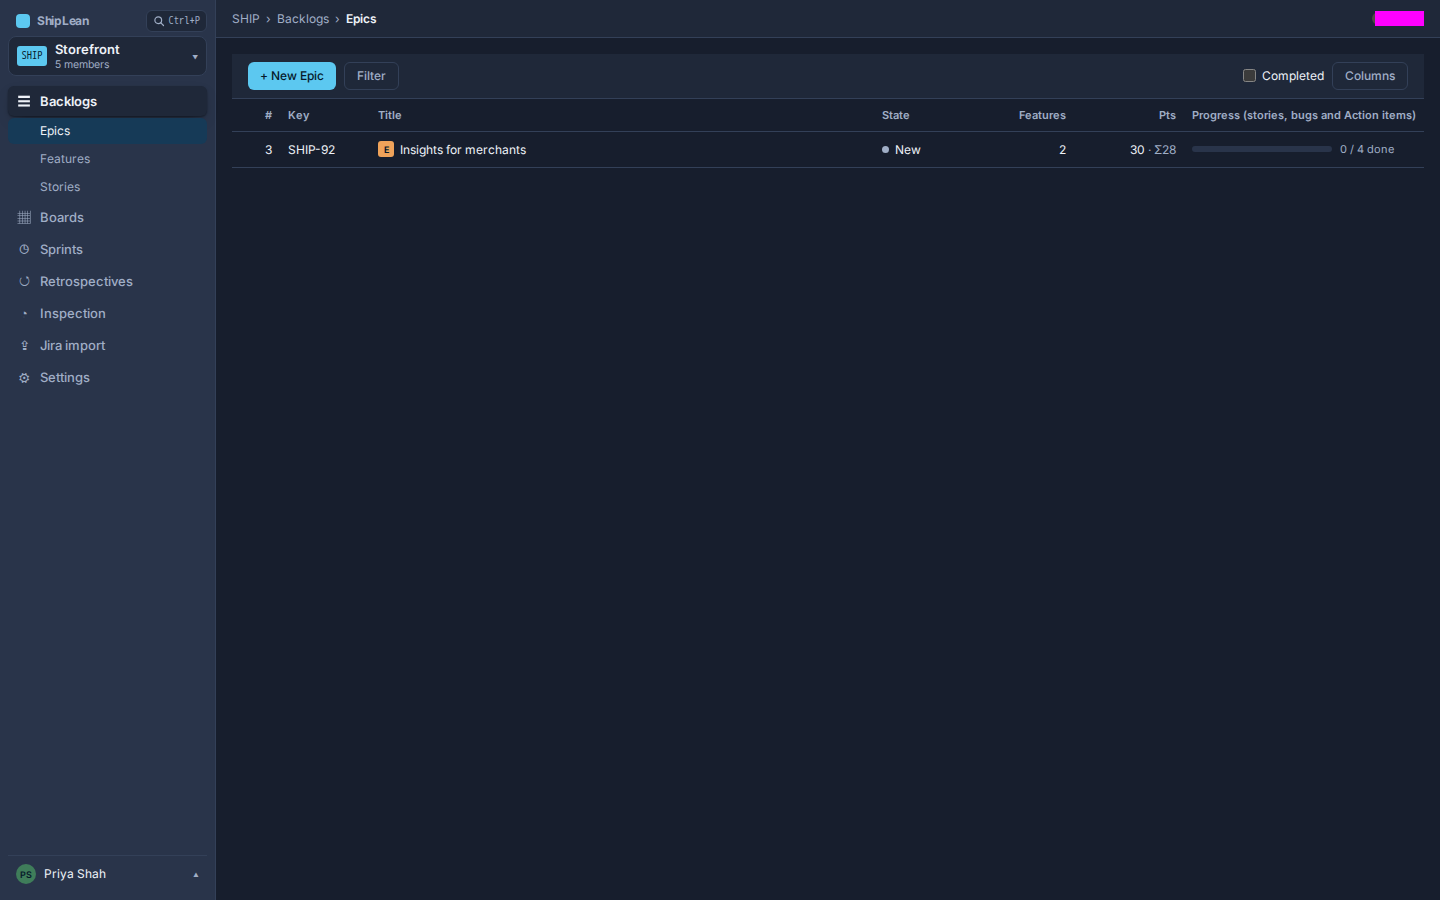 ShipLean
Ctrl+P
SHIP
Storefront
5 members
Backlogs
Epics
Features
Stories
Boards
Sprints
Retrospectives
Inspection
Jira import
Settings
PS
Priya Shah
SHIP › Backlogs › Epics
+ New Epic
Filter
Completed
Columns
# Key Title State Features Pts Progress (stories, bugs and Action items)
3 SHIP-92 E Insights for merchants New 2 30 · Σ28 0 / 4 done